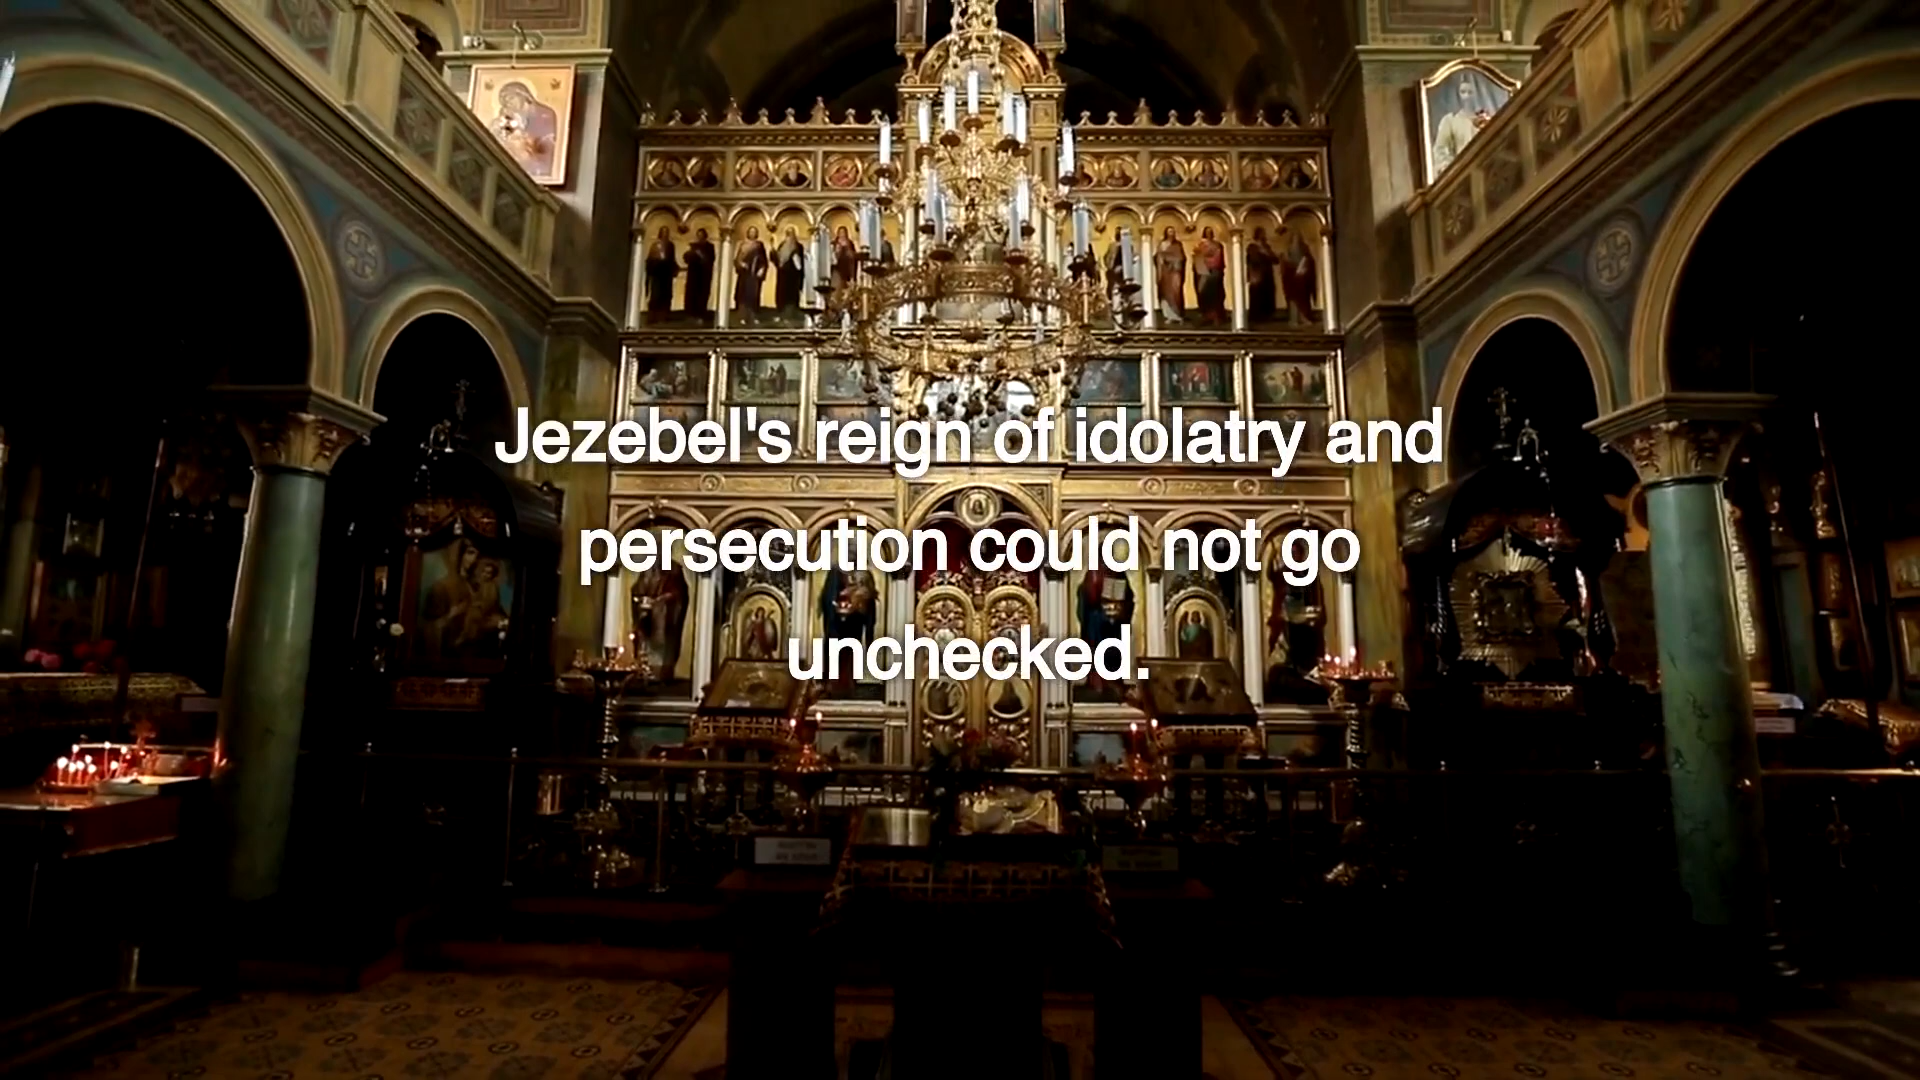 Jezebel's reign of idolatry and
persecution could not go
unchecked.